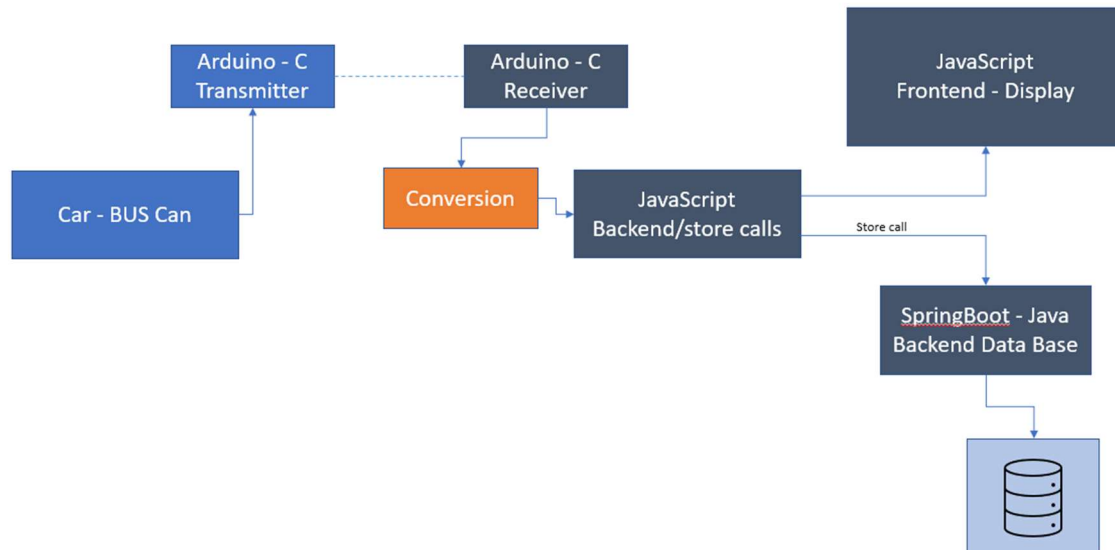 Arduino - C
Transmitter
Arduino - C
Receiver
JavaScript
Frontend - Display
Car - BUS Can
Conversion
JavaScript
Backend/store calls
Store call
SpringBoot - Java
Backend Data Base